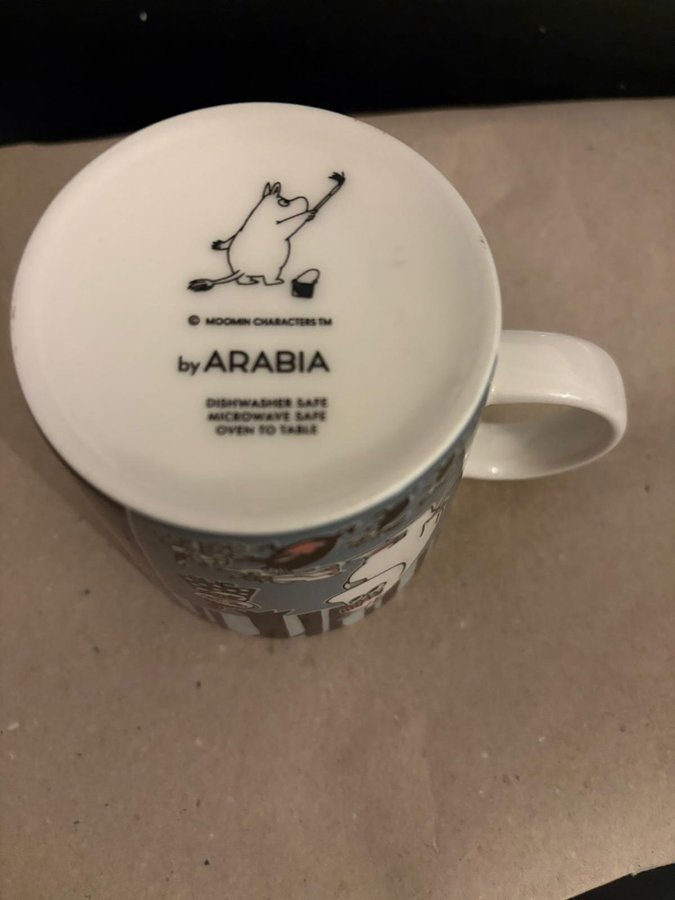 © MOOMIN CHARACTERS TM
by ARABIA
DISHWASHER SAFE
MICROWAVE SAFE
OVEN TO TABLE